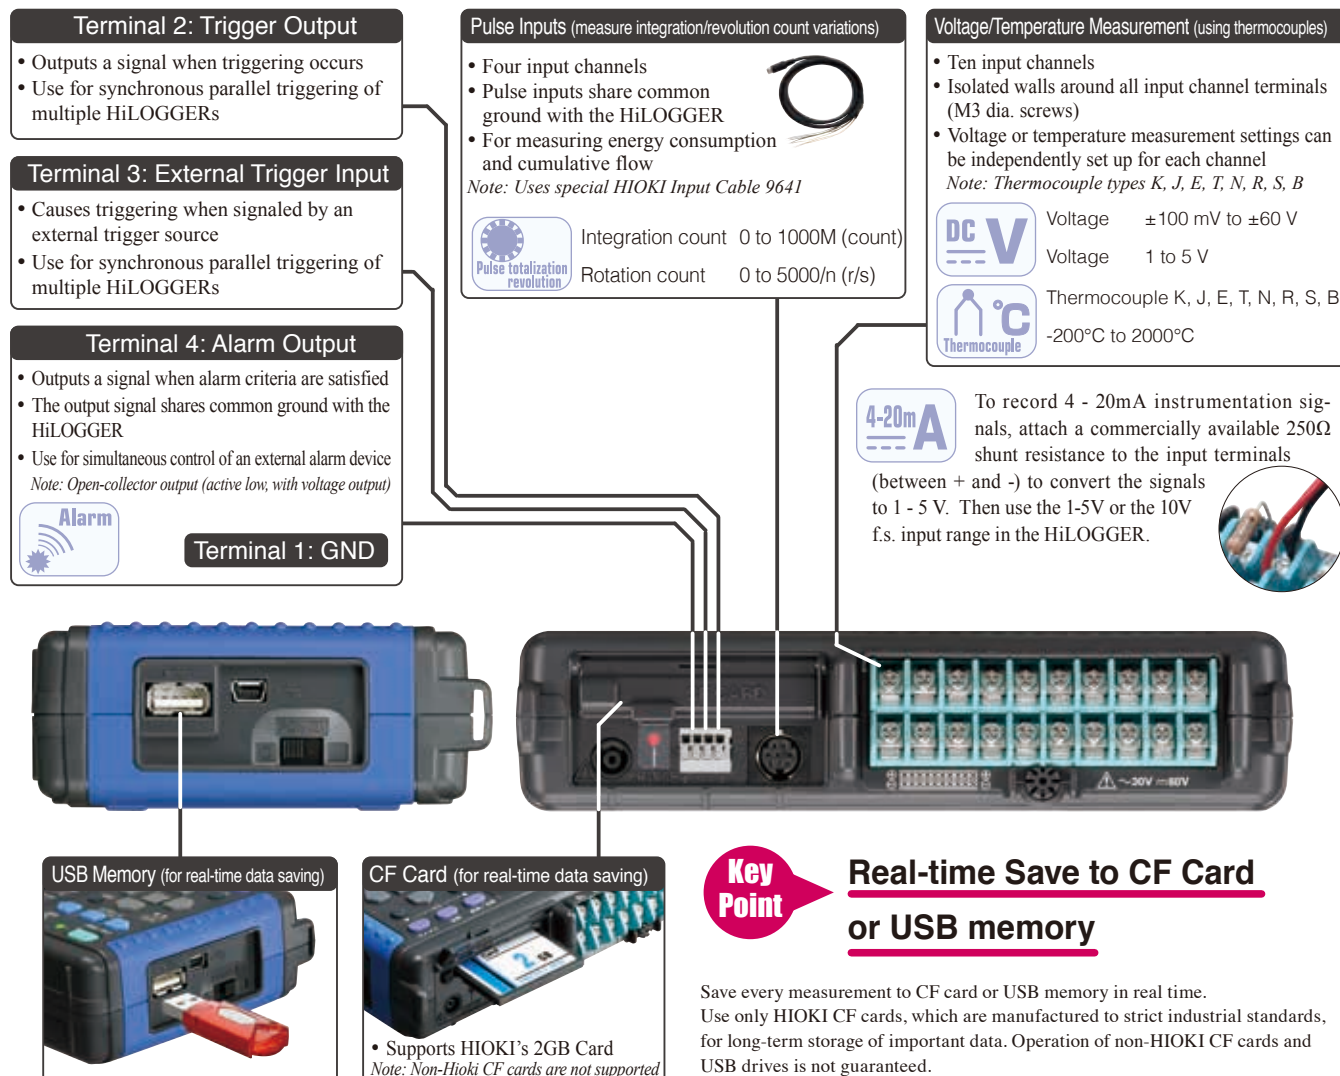 Terminal 2: Trigger Output
• Outputs a signal when triggering occurs
• Use for synchronous parallel triggering of
multiple HiLOGGERs
Terminal 3: External Trigger Input
• Causes triggering when signaled by an
external trigger source
• Use for synchronous parallel triggering of
multiple HiLOGGERs
Terminal 4: Alarm Output
• Outputs a signal when alarm criteria are satisfied
• The output signal shares common ground with the
HiLOGGER
• Use for simultaneous control of an external alarm device
Note: Open-collector output (active low, with voltage output)
Alarm
Terminal 1: GND
Pulse Inputs (measure integration/revolution count variations)
• Four input channels
• Pulse inputs share common
ground with the HiLOGGER
• For measuring energy consumption
and cumulative flow
Note: Uses special HIOKI Input Cable 9641
Pulse totalization
revolution
Integration count 0 to 1000M (count)
Rotation count 0 to 5000/n (r/s)
Voltage/Temperature Measurement (using thermocouples)
• Ten input channels
• Isolated walls around all input channel terminals
(M3 dia. screws)
• Voltage or temperature measurement settings can
be independently set up for each channel
Note: Thermocouple types K, J, E, T, N, R, S, B
DC V
Voltage ±100 mV to ±60 V
Voltage 1 to 5 V
°C
Thermocouple
Thermocouple K, J, E, T, N, R, S, B
-200°C to 2000°C
4-20mA
To record 4 - 20mA instrumentation sig-
nals, attach a commercially available 250Ω
shunt resistance to the input terminals
(between + and -) to convert the signals
to 1 - 5 V. Then use the 1-5V or the 10V
f.s. input range in the HiLOGGER.
CARD
⚠ ~30V ⎓60V
USB Memory (for real-time data saving)
CF Card (for real-time data saving)
2 GB
• Supports HIOKI's 2GB Card
Note: Non-Hioki CF cards are not supported
Key
Point
Real-time Save to CF Card
or USB memory
Save every measurement to CF card or USB memory in real time.
Use only HIOKI CF cards, which are manufactured to strict industrial standards,
for long-term storage of important data. Operation of non-HIOKI CF cards and
USB drives is not guaranteed.